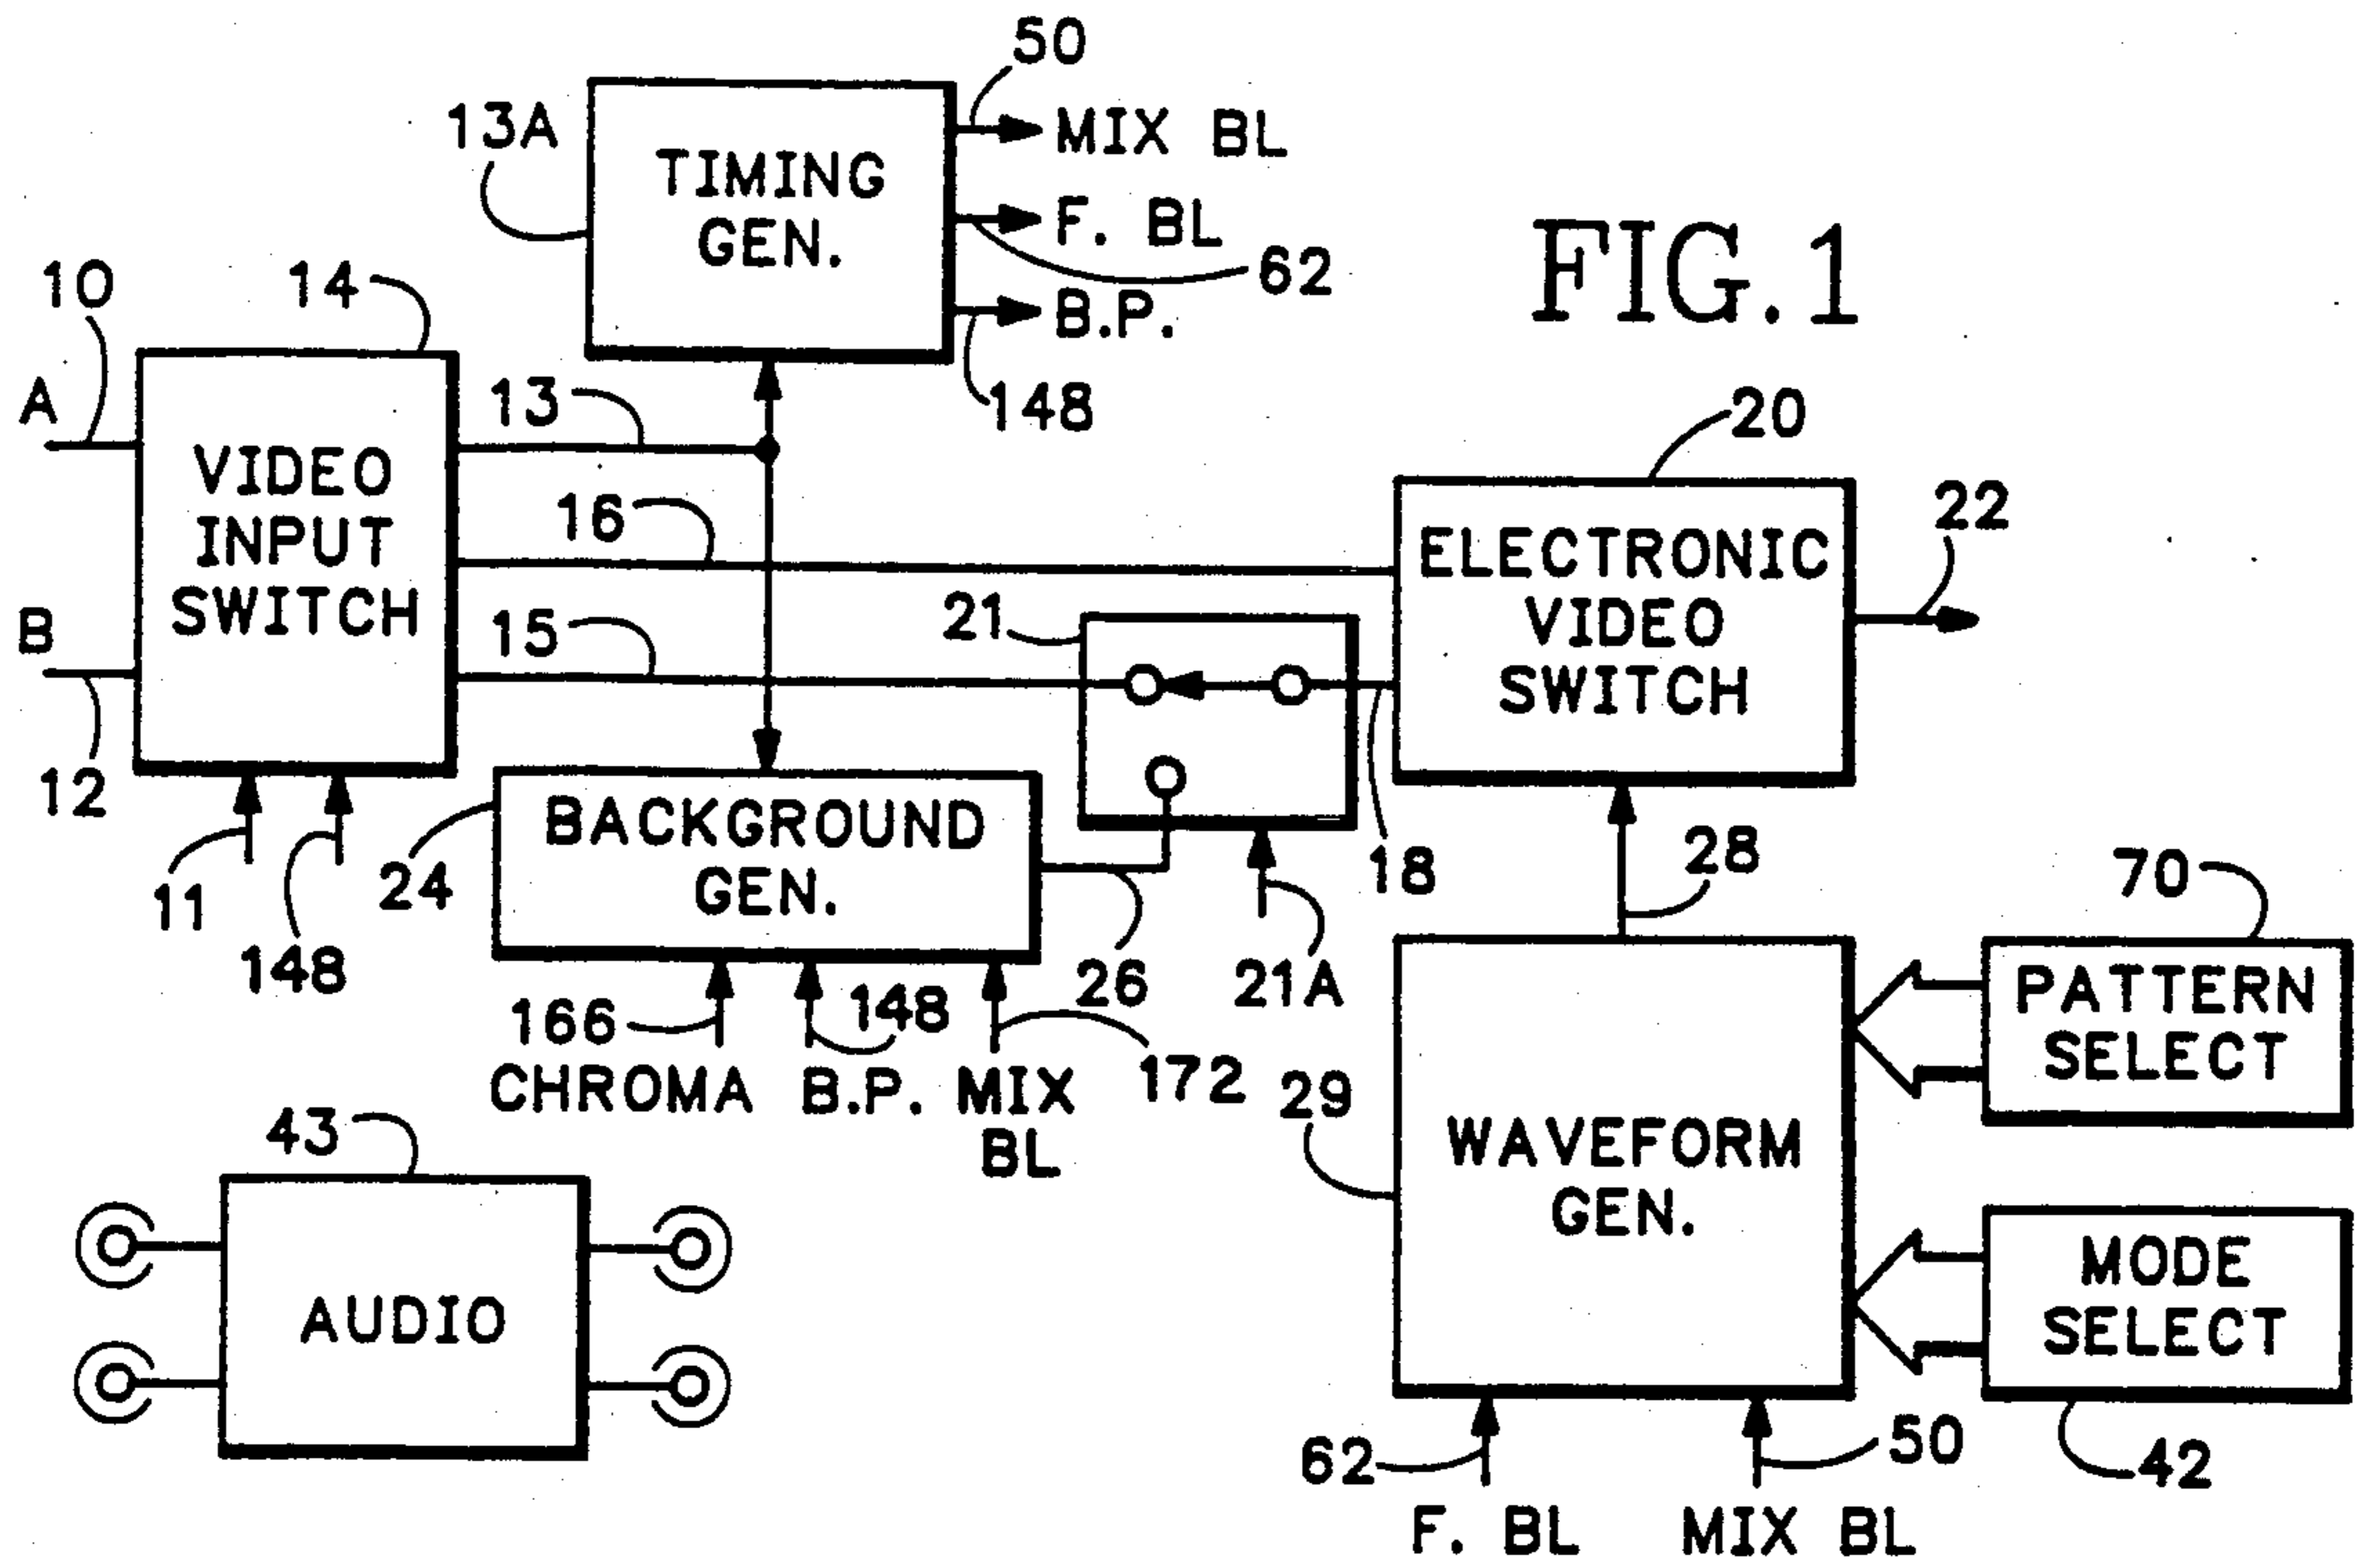 50
13A
MIX BL
TIMING
GEN.
F. BL
62
B.P.
148
FIG.1
10
14
A
13
VIDEO
INPUT
SWITCH
16
20
22
ELECTRONIC
VIDEO
SWITCH
B
15
21
12
11
148
24
BACKGROUND
GEN.
26
18
21A
28
70
PATTERN
SELECT
166
148
172
CHROMA
B.P.
MIX
BL
29
WAVEFORM
GEN.
43
AUDIO
MODE
SELECT
62
50
42
F. BL
MIX BL